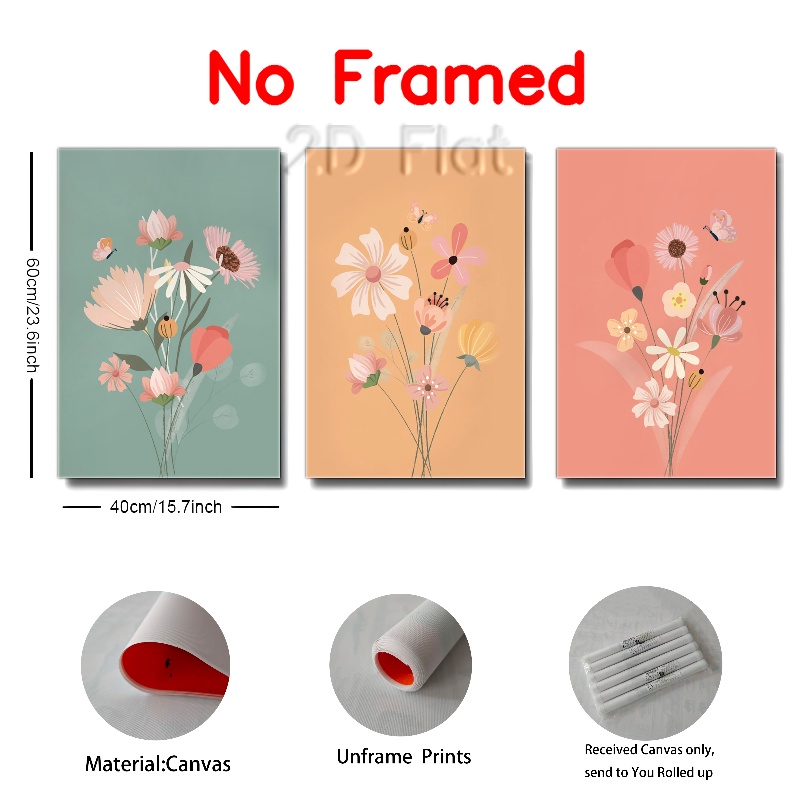 No Framed
2D Flat
60cm/23.6inch
40cm/15.7inch
Material:Canvas
Unframe Prints
Received Canvas only,
send to You Rolled up